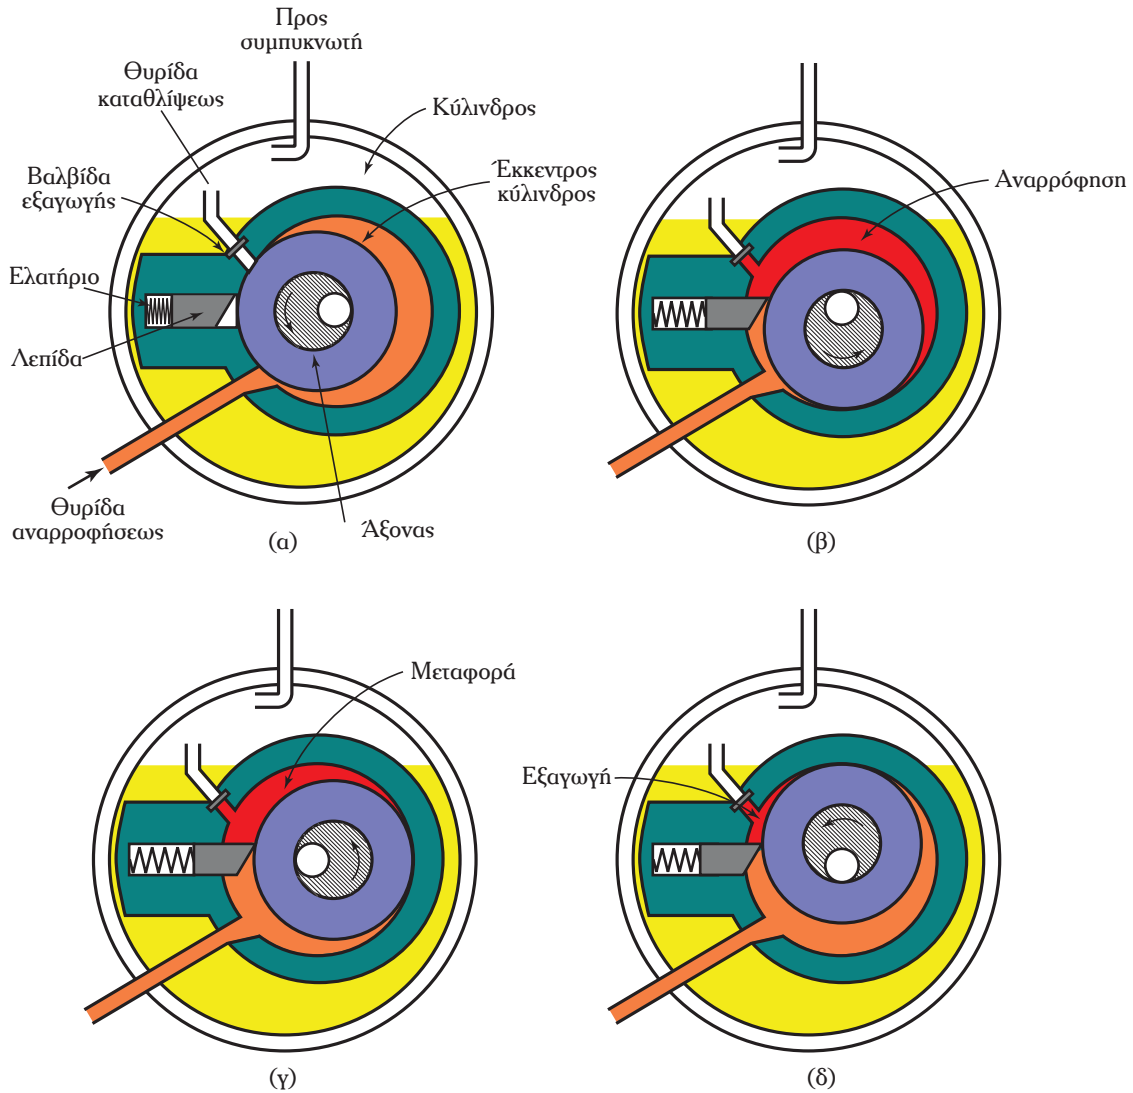 Προς
συμπυκνωτή
Θυρίδα
καταθλίψεως
Κύλινδρος
Βαλβίδα
εξαγωγής
Έκκεντρος
κύλινδρος
Ελατήριο
Λεπίδα
Θυρίδα
αναρροφήσεως
Άξονας
(α)
Αναρρόφηση
(β)
Μεταφορά
(γ)
Εξαγωγή
(δ)